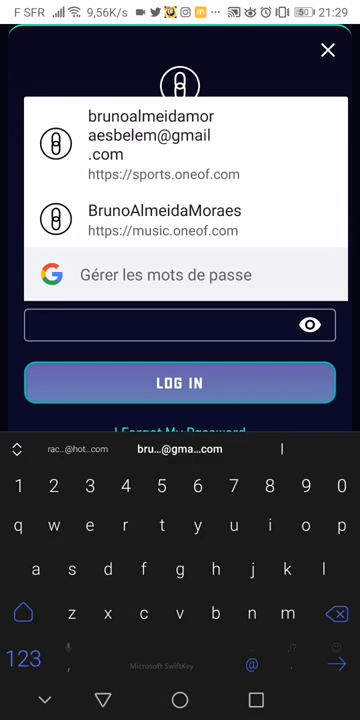 F SFR 9,56K/s ... 50 21:29
brunoalmeidamor
aesbelem@gmail
.com
https://sports.oneof.com
BrunoAlmeidaMoraes
https://music.oneof.com
Gérer les mots de passe
LOG IN
I Forgot My Password
rac...@hot...com bru...@gma...com |
1 2 3 4 5 6 7 8 9 0
q w e r t y u i o p
a s d f g h j k l
z x c v b n m
123 , Microsoft SwiftKey @ . ,!?